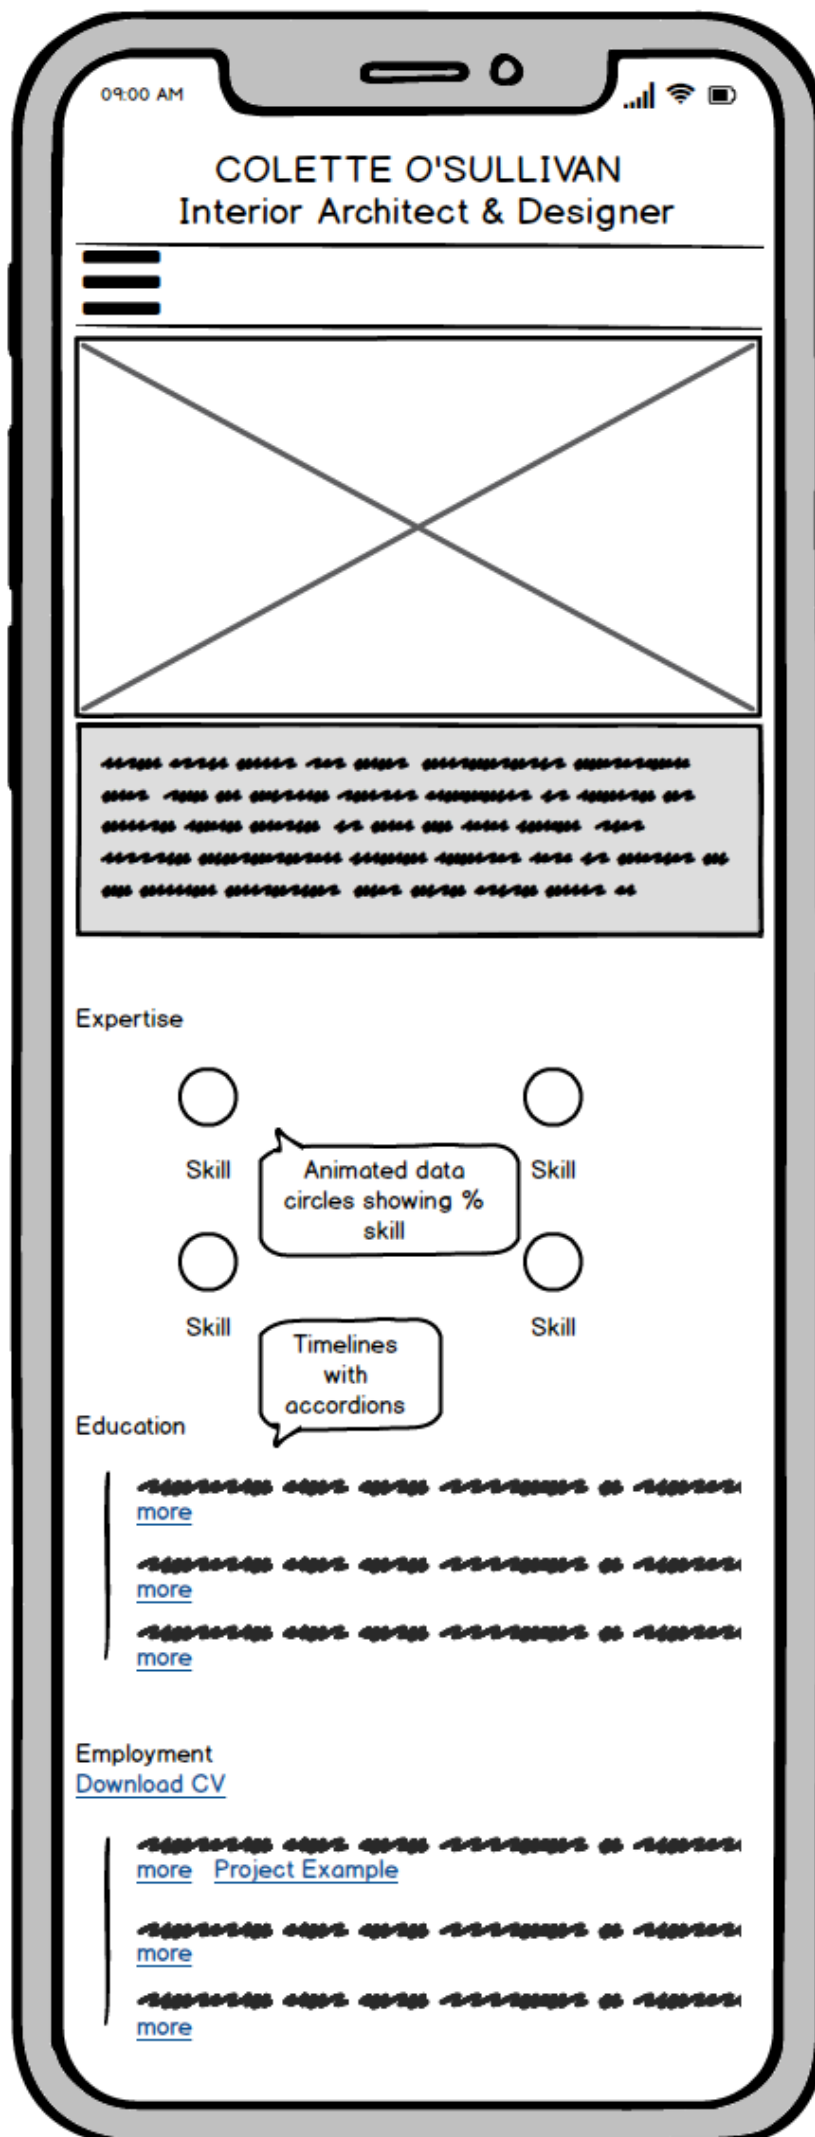 09:00 AM
COLETTE O'SULLIVAN
Interior Architect & Designer
Expertise
Skill
Animated data
circles showing %
skill
Skill
Skill
Timelines
with
accordions
Skill
Education
more
more
more
Employment
Download CV
more Project Example
more
more